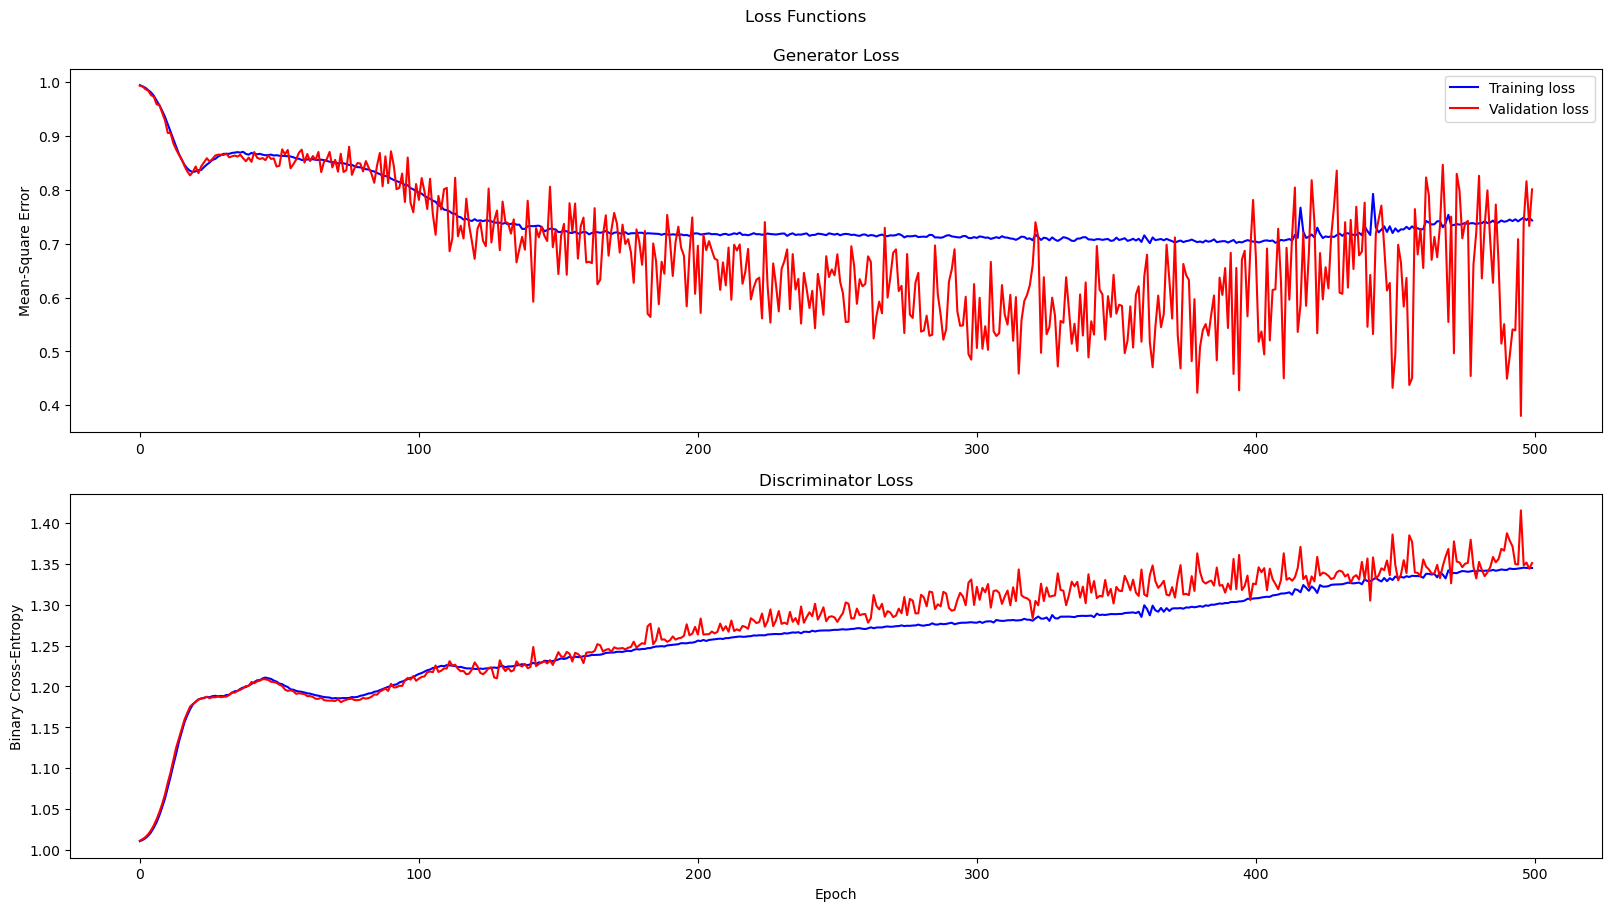 Loss Functions
Generator Loss
Training loss
Validation loss
Mean-Square Error
1.0
0.9
0.8
0.7
0.6
0.5
0.4
0 100 200 300 400 500
Discriminator Loss
Binary Cross-Entropy
1.40
1.35
1.30
1.25
1.20
1.15
1.10
1.05
1.00
0 100 200 300 400 500
Epoch